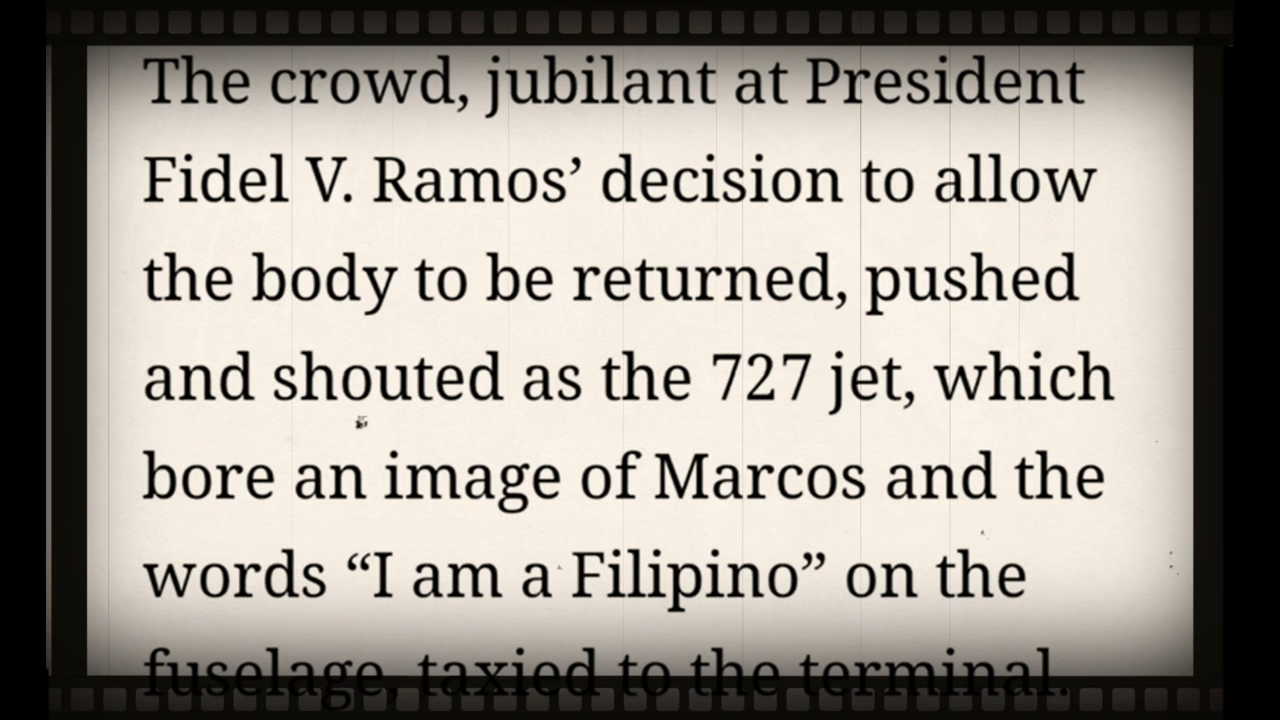 The crowd, jubilant at President
Fidel V. Ramos’ decision to allow
the body to be returned, pushed
and shouted as the 727 jet, which
bore an image of Marcos and the
words “I am a Filipino” on the
fuselage, taxied to the terminal.